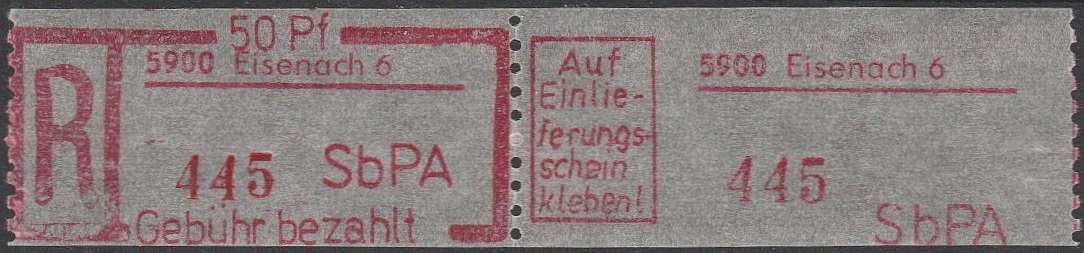 50 Pf
5900 Eisenach 6
R
445 SbPA
Gebühr bezahlt
Auf
Einlie-
ferungs-
schein
kleben!
5900 Eisenach 6
445
SbPA